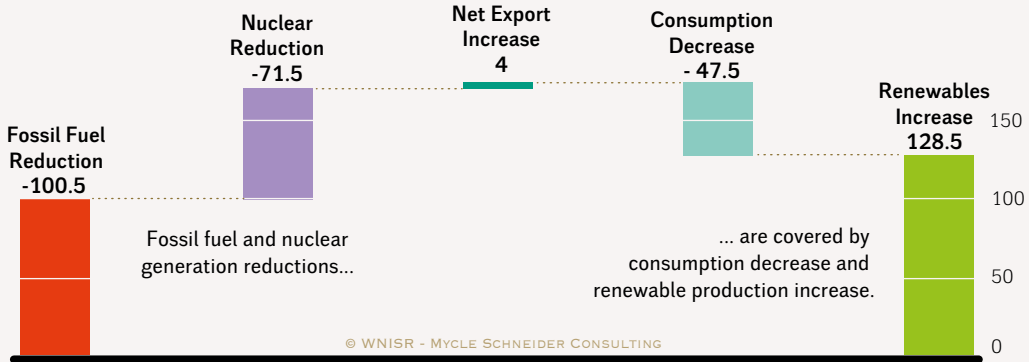 Fossil Fuel
Reduction
-100.5
Nuclear
Reduction
-71.5
Net Export
Increase
4
Consumption
Decrease
- 47.5
Renewables
Increase
128.5
150
100
50
0
Fossil fuel and nuclear
generation reductions...
... are covered by
consumption decrease and
renewable production increase.
© WNISR - Mycle Schneider Consulting